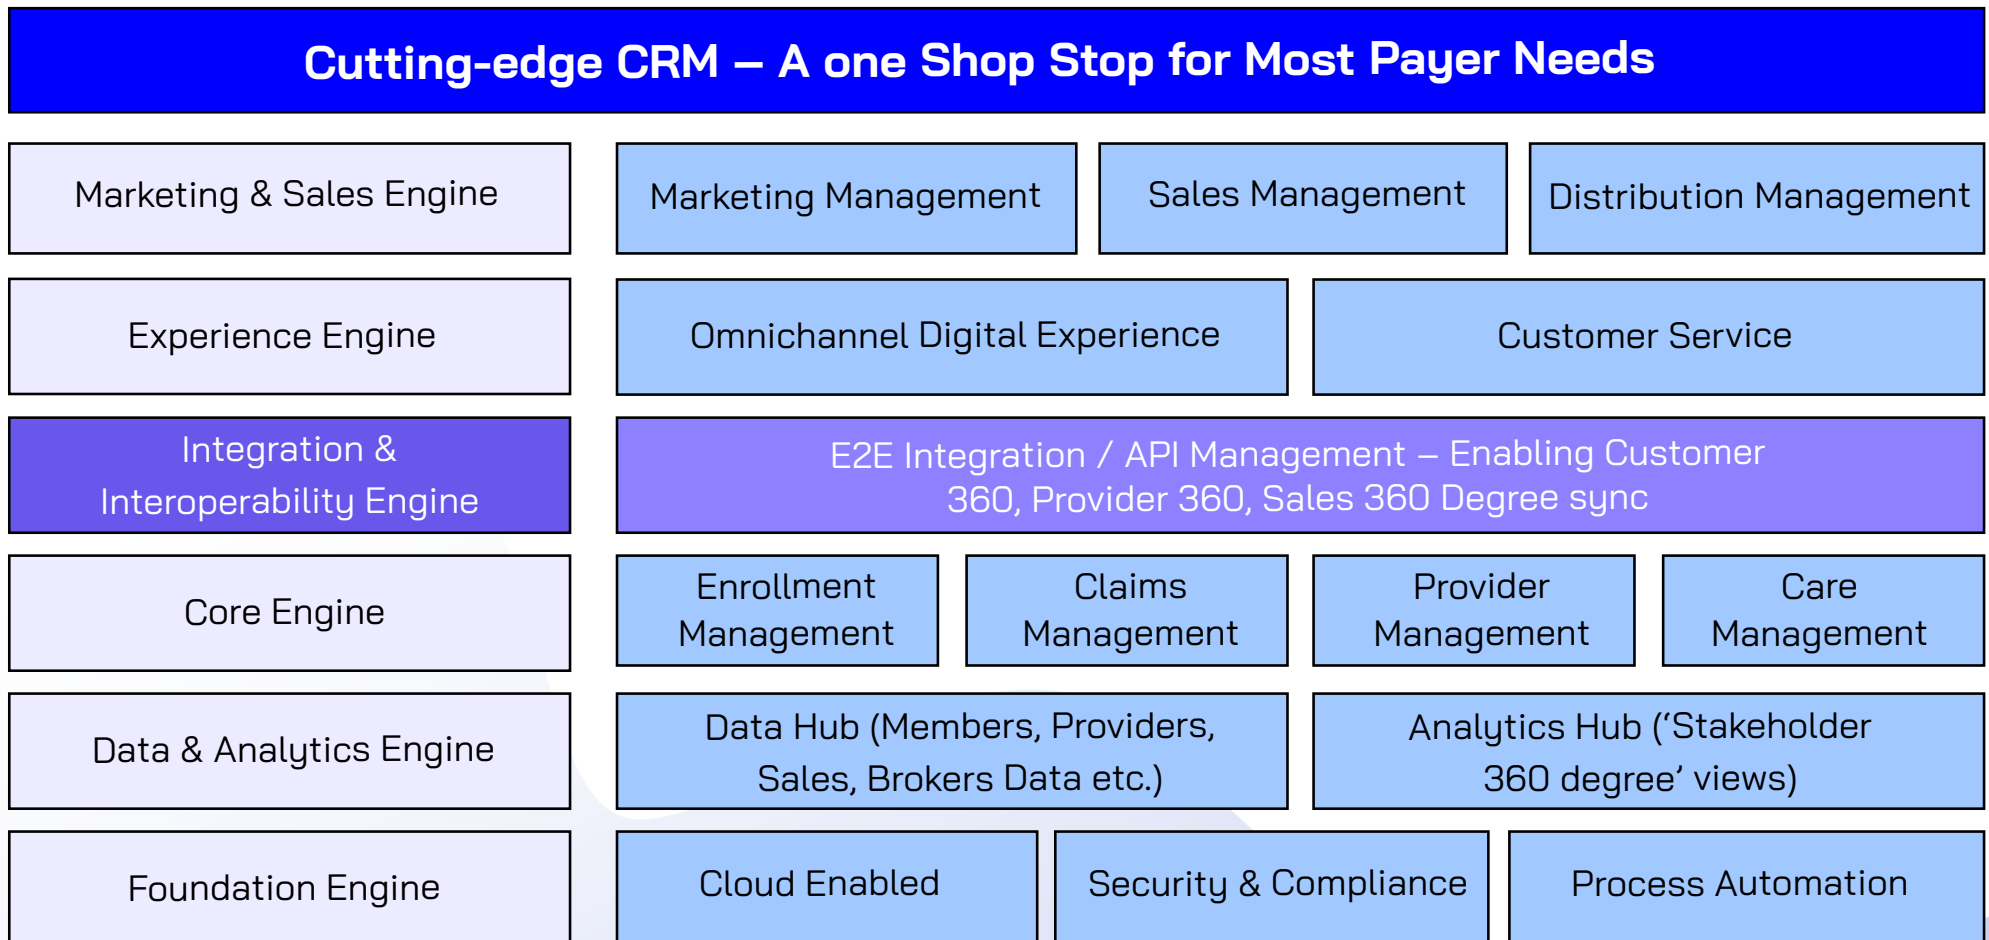 Cutting-edge CRM – A one Shop Stop for Most Payer Needs
Marketing & Sales Engine
Marketing Management
Sales Management
Distribution Management
Experience Engine
Omnichannel Digital Experience
Customer Service
Integration &
Interoperability Engine
E2E Integration / API Management – Enabling Customer
360, Provider 360, Sales 360 Degree sync
Core Engine
Enrollment
Management
Claims
Management
Provider
Management
Care
Management
Data & Analytics Engine
Data Hub (Members, Providers,
Sales, Brokers Data etc.)
Analytics Hub (‘Stakeholder
360 degree’ views)
Foundation Engine
Cloud Enabled
Security & Compliance
Process Automation